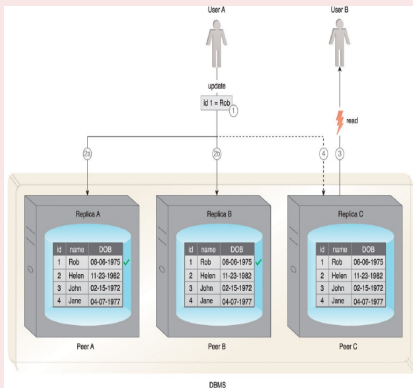 User A
User B
update
id 1 = Rob
1
read
2a
2b
4
3
Replica A
Replica B
Replica C
id name DOB
1 Rob 06-06-1975
2 Helen 11-23-1982
3 John 02-15-1972
4 Jane 04-07-1977
id name DOB
1 Rob 06-06-1975
2 Helen 11-23-1982
3 John 02-15-1972
4 Jane 04-07-1977
id name DOB
1 Rob 06-06-1975
2 Helen 11-23-1982
3 John 02-15-1972
4 Jane 04-07-1977
Peer A
Peer B
Peer C
DBMS